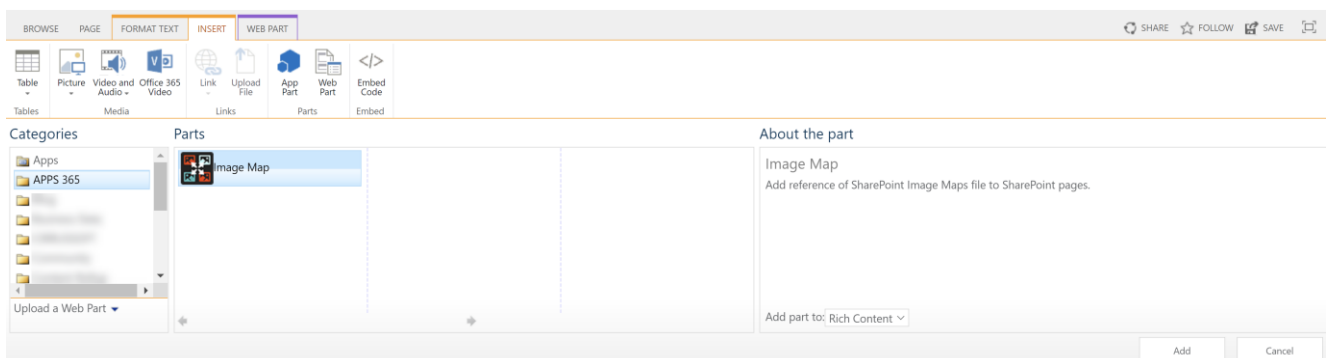 BROWSE PAGE FORMAT TEXT INSERT WEB PART SHARE FOLLOW SAVE
Table Picture Video and Audio Office 365 Video Link Upload File App Part Web Part Embed Code
Tables Media Links Parts Embed
Categories Parts About the part
Apps
APPS 365
Image Map
Image Map
Add reference of SharePoint Image Maps file to SharePoint pages.
Upload a Web Part
Add part to: Rich Content
Add Cancel